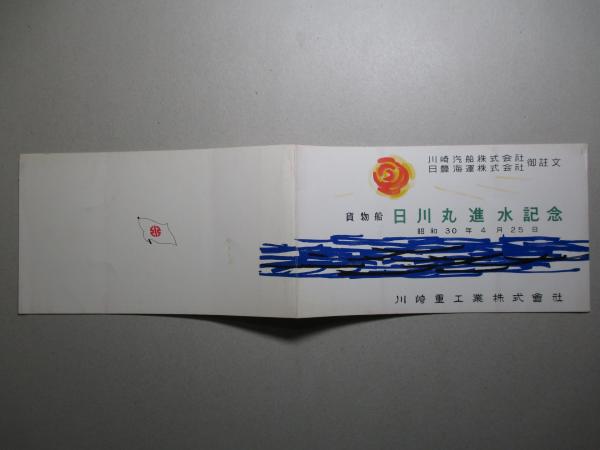 川崎汽船株式会社
日豊海運株式会社 御註文
貨物船 日川丸進水記念
昭和30年4月25日
川崎重工業株式會社